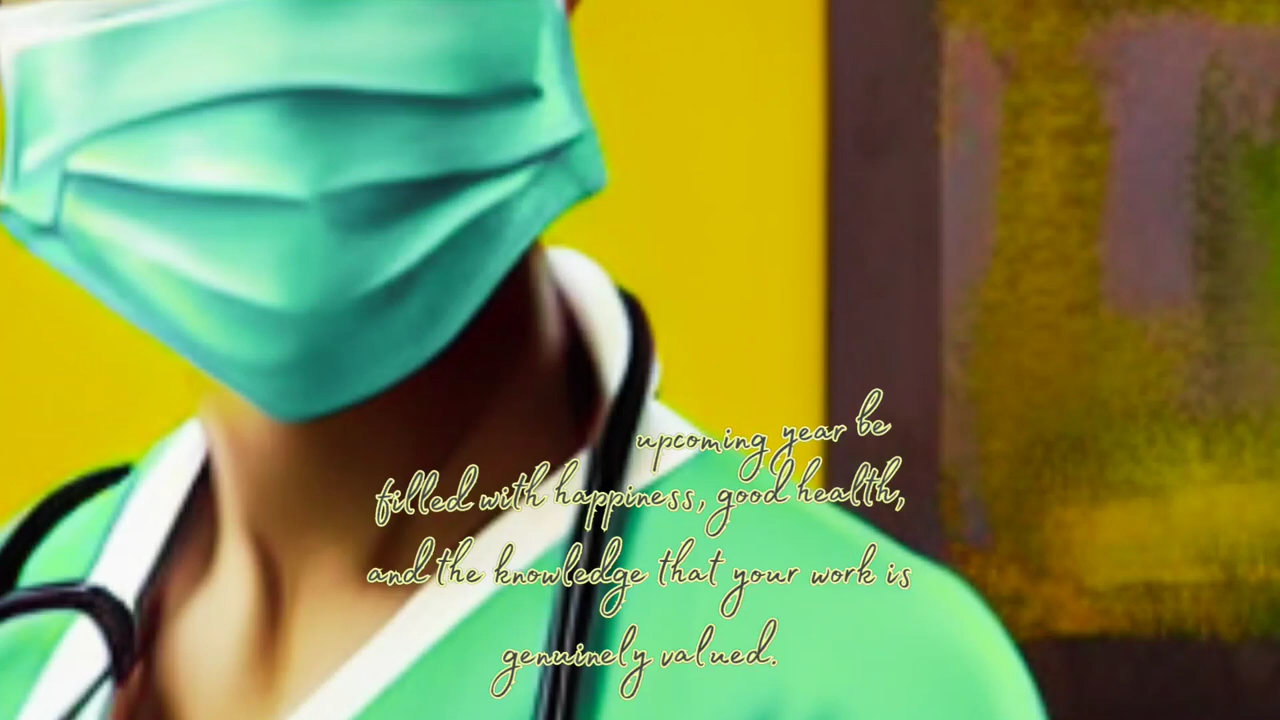 upcoming year be
filled with happiness, good health,
and the knowledge that your work is
genuinely valued.